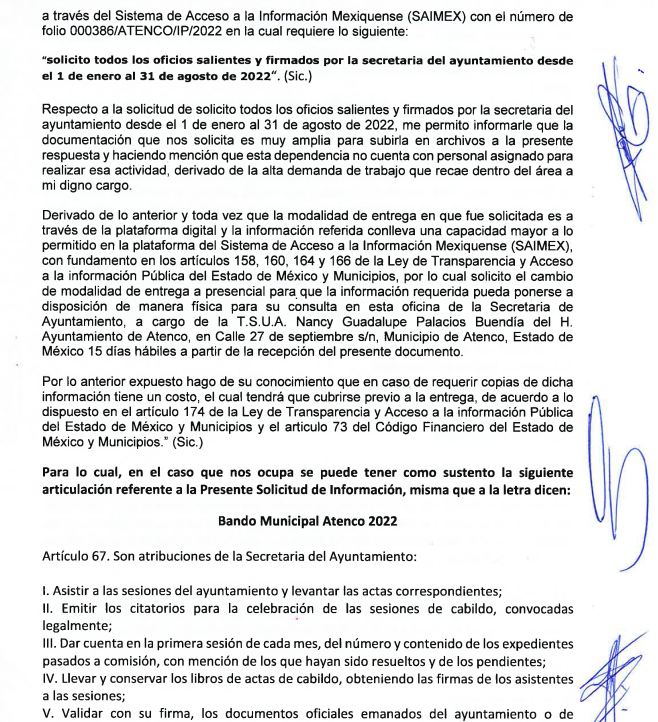 a través del Sistema de Acceso a la Información Mexiquense (SAIMEX) con el número de
folio 000386/ATENCO/IP/2022 en la cual requiere lo siguiente:
"solicito todos los oficios salientes y firmados por la secretaria del ayuntamiento desde
el 1 de enero al 31 de agosto de 2022". (Sic.)
Respecto a la solicitud de solicito todos los oficios salientes y firmados por la secretaria del
ayuntamiento desde el 1 de enero al 31 de agosto de 2022, me permito informarle que la
documentación que nos solicita es muy amplia para subirla en archivos a la presente
respuesta y haciendo mención que esta dependencia no cuenta con personal asignado para
realizar esa actividad, derivado de la alta demanda de trabajo que recae dentro del área a
mi digno cargo.
Derivado de lo anterior y toda vez que la modalidad de entrega en que fue solicitada es a
través de la plataforma digital y la información referida conlleva una capacidad mayor a lo
permitido en la plataforma del Sistema de Acceso a la Información Mexiquense (SAIMEX),
con fundamento en los artículos 158, 160, 164 y 166 de la Ley de Transparencia y Acceso
a la información Pública del Estado de México y Municipios, por lo cual solicito el cambio
de modalidad de entrega a presencial para que la información requerida pueda ponerse a
disposición de manera física para su consulta en esta oficina de la Secretaria de
Ayuntamiento, a cargo de la T.S.U.A. Nancy Guadalupe Palacios Buendía del H.
Ayuntamiento de Atenco, en Calle 27 de septiembre s/n, Municipio de Atenco, Estado de
México 15 días hábiles a partir de la recepción del presente documento.
Por lo anterior expuesto hago de su conocimiento que en caso de requerir copias de dicha
información tiene un costo, el cual tendrá que cubrirse previo a la entrega, de acuerdo a lo
dispuesto en el artículo 174 de la Ley de Transparencia y Acceso a la información Pública
del Estado de México y Municipios y el articulo 73 del Código Financiero del Estado de
México y Municipios." (Sic.)
Para lo cual, en el caso que nos ocupa se puede tener como sustento la siguiente
articulación referente a la Presente Solicitud de Información, misma que a la letra dicen:
Bando Municipal Atenco 2022
Artículo 67. Son atribuciones de la Secretaria del Ayuntamiento:
I. Asistir a las sesiones del ayuntamiento y levantar las actas correspondientes;
II. Emitir los citatorios para la celebración de las sesiones de cabildo, convocadas
legalmente;
III. Dar cuenta en la primera sesión de cada mes, del número y contenido de los expedientes
pasados a comisión, con mención de los que hayan sido resueltos y de los pendientes;
IV. Llevar y conservar los libros de actas de cabildo, obteniendo las firmas de los asistentes
a las sesiones;
V. Validar con su firma, los documentos oficiales emanados del ayuntamiento o de